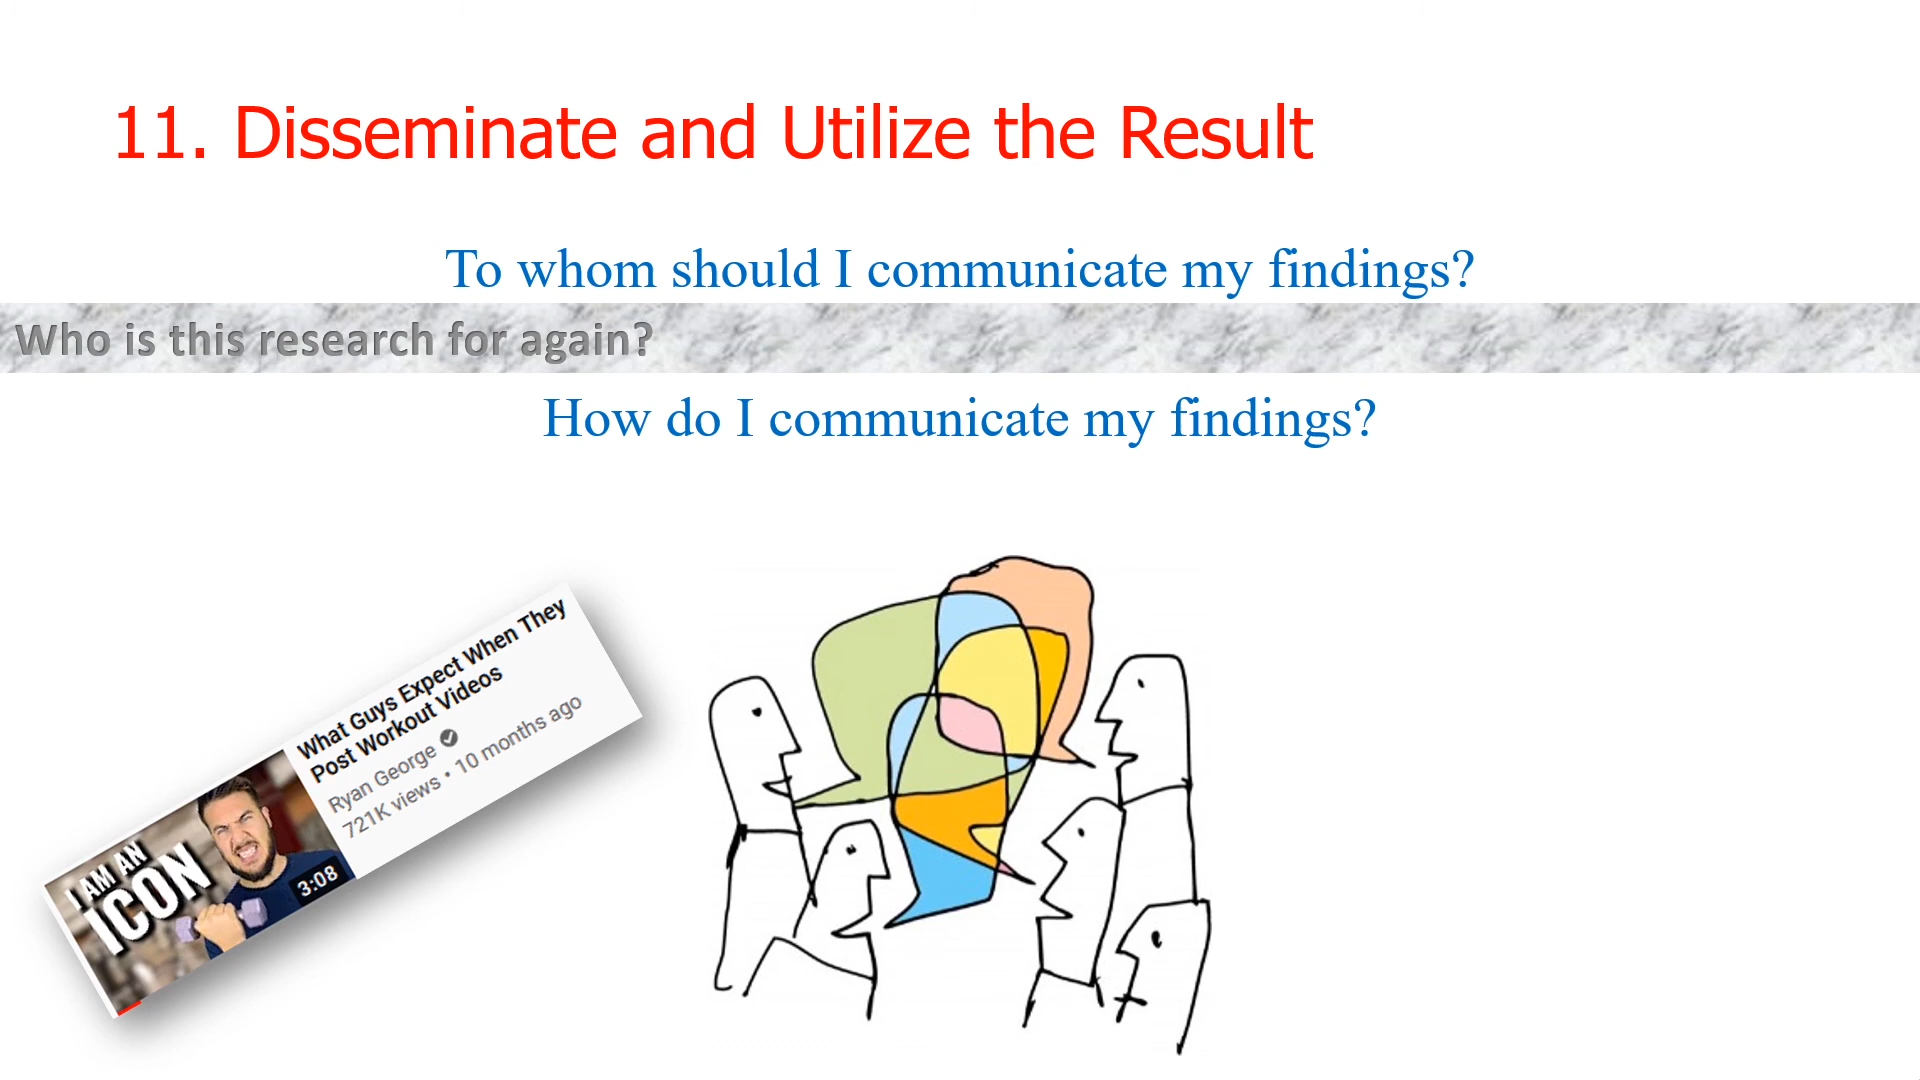 11. Disseminate and Utilize the Result
To whom should I communicate my findings?
Who is this research for again?
How do I communicate my findings?
What Guys Expect When They
Post Workout Videos
Ryan George
721K views • 10 months ago
I AM AN
ICON
3:08